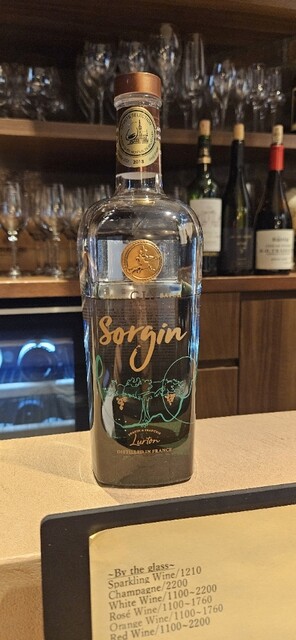 2018
Sorgin
Lurton
DISTILLED IN FRANCE
~By the glass~
Sparkling Wine/1210
Champagne/2200
White Wine/1100~2200
Rosé Wine/1100~1760
Orange Wine/1100~1760
Red Wine/1100~2200